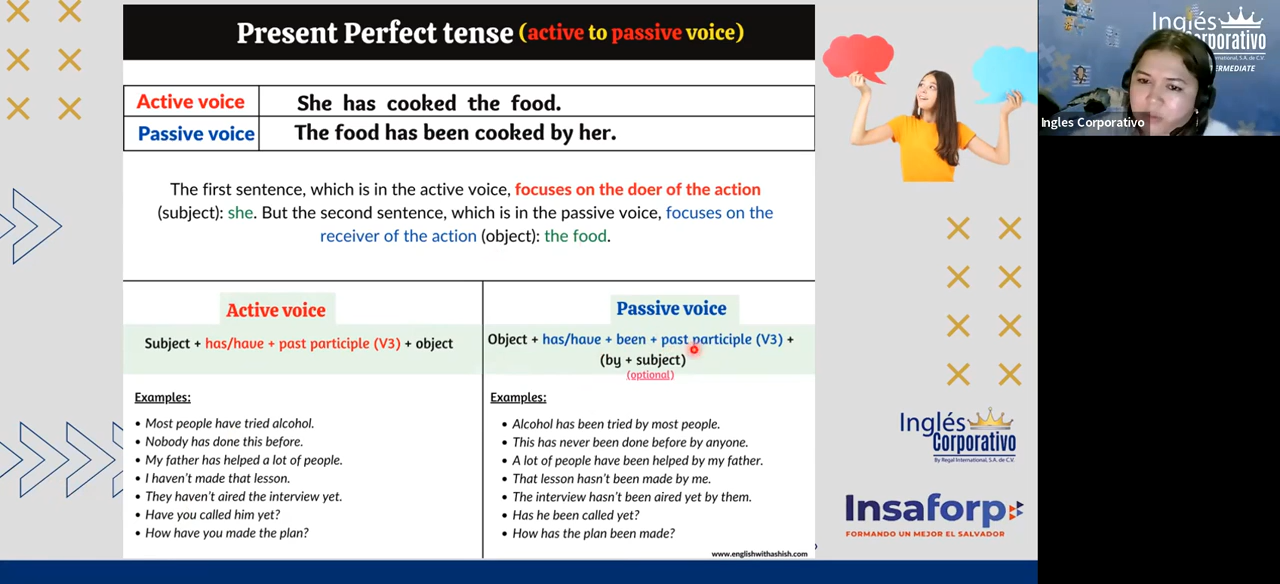 Present Perfect tense (active to passive voice)
Active voice She has cooked the food.
Passive voice The food has been cooked by her.
The first sentence, which is in the active voice, focuses on the doer of the action
(subject): she. But the second sentence, which is in the passive voice, focuses on the
receiver of the action (object): the food.
Active voice
Subject + has/have + past participle (V3) + object
Examples:
• Most people have tried alcohol.
• Nobody has done this before.
• My father has helped a lot of people.
• I haven't made that lesson.
• They haven't aired the interview yet.
• Have you called him yet?
• How have you made the plan?
Passive voice
Object + has/have + been + past participle (V3) +
(by + subject)
(optional)
Examples:
• Alcohol has been tried by most people.
• This has never been done before by anyone.
• A lot of people have been helped by my father.
• That lesson hasn't been made by me.
• The interview hasn't been aired yet by them.
• Has he been called yet?
• How has the plan been made?
www.englishwithashish.com
Inglés
Corporativo
By Regal International, S.A. de C.V.
Insaforp
FORMANDO UN MEJOR EL SALVADOR
Inglés
Ingles Corporativo